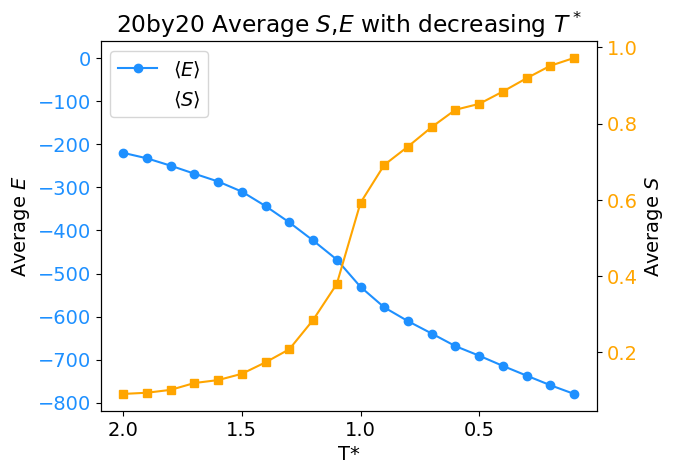 20by20 Average S,E with decreasing T*
⟨E⟩
⟨S⟩
0
−100
−200
−300
−400
−500
−600
−700
−800
Average E
1.0
0.8
0.6
0.4
0.2
Average S
2.0 1.5 1.0 0.5
T*